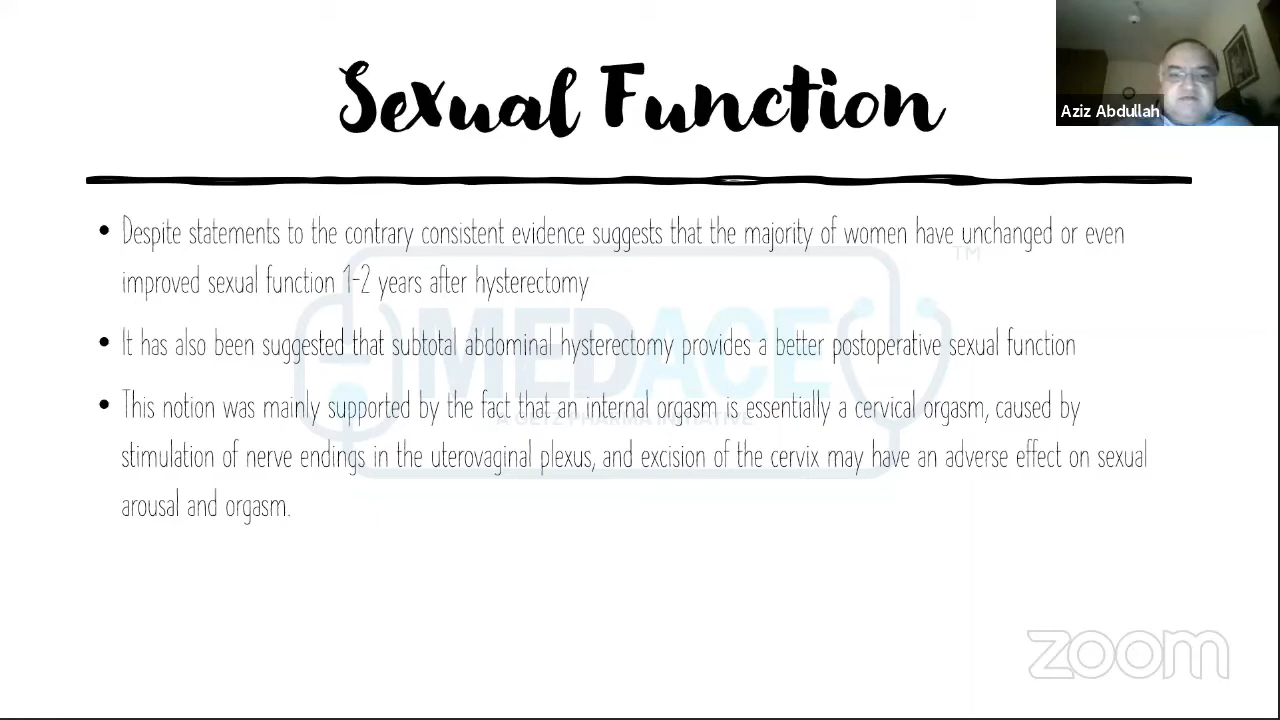 Sexual Function
Aziz Abdullah
• Despite statements to the contrary consistent evidence suggests that the majority of women have unchanged or even
improved sexual function 1-2 years after hysterectomy
• It has also been suggested that subtotal abdominal hysterectomy provides a better postoperative sexual function
• This notion was mainly supported by the fact that an internal orgasm is essentially a cervical orgasm, caused by
stimulation of nerve endings in the uterovaginal plexus, and excision of the cervix may have an adverse effect on sexual
arousal and orgasm.
TM
MEDACE
A GETZ PHARMA INITIATIVE
zoom